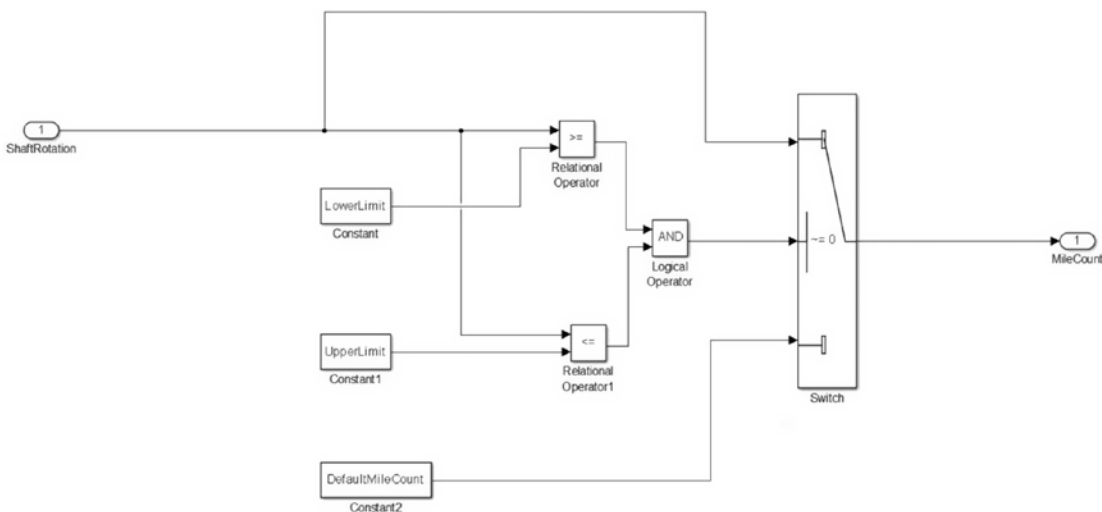 1
ShaftRotation
>=
Relational
Operator
LowerLimit
Constant
AND
Logical
Operator
~= 0
1
MileCount
UpperLimit
Constant1
<=
Relational
Operator1
Switch
DefaultMileCount
Constant2